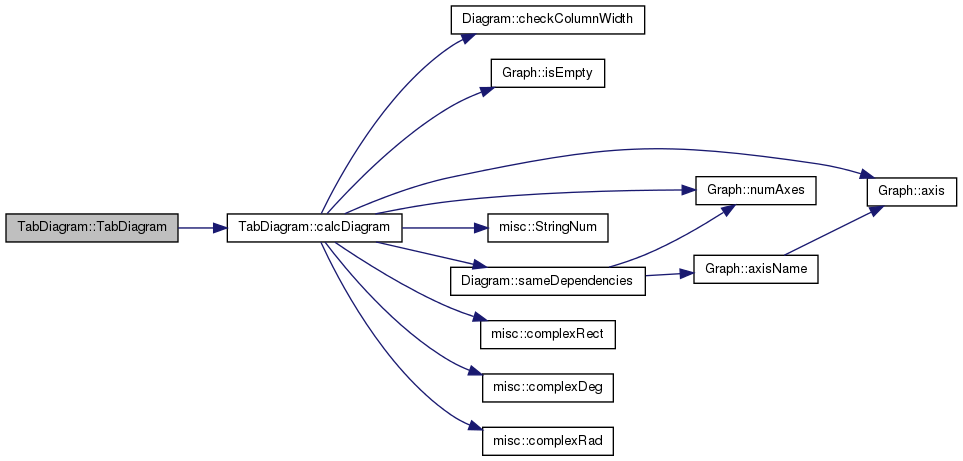 Diagram::checkColumnWidth
Graph::isEmpty
Graph::numAxes
Graph::axis
TabDiagram::TabDiagram
TabDiagram::calcDiagram
misc::StringNum
Graph::axisName
Diagram::sameDependencies
misc::complexRect
misc::complexDeg
misc::complexRad